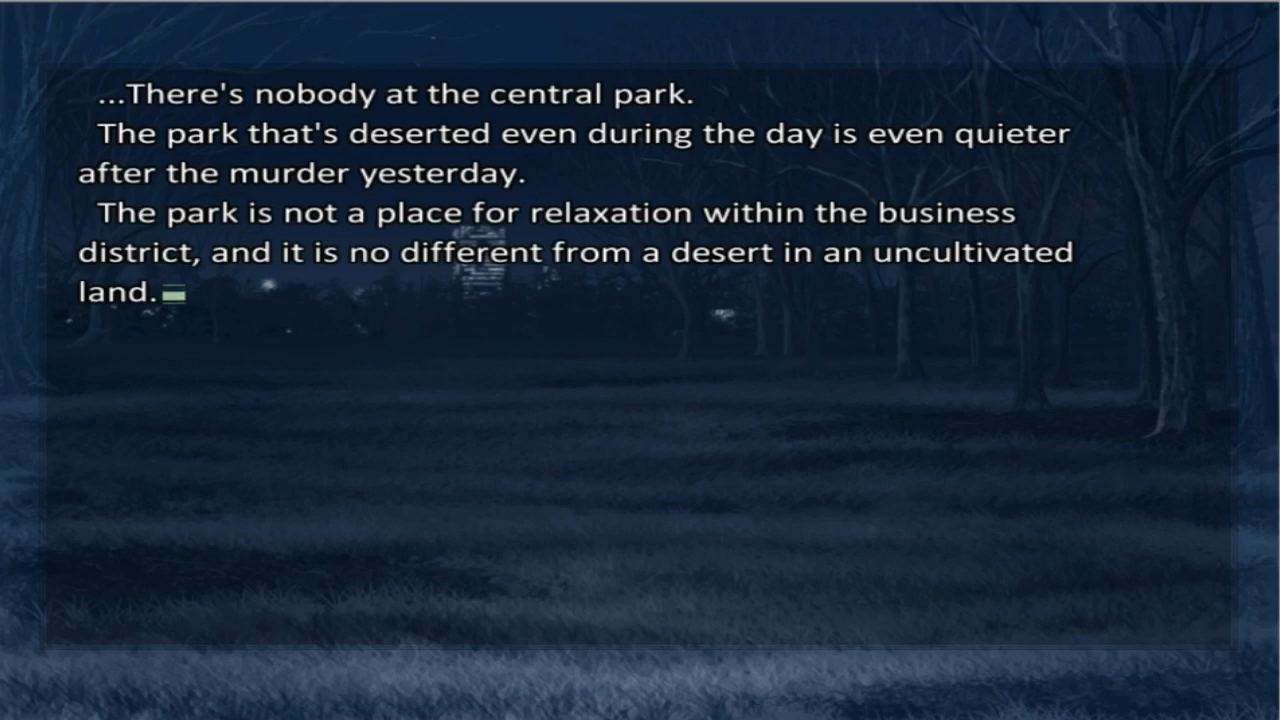 ...There's nobody at the central park.
The park that's deserted even during the day is even quieter
after the murder yesterday.
The park is not a place for relaxation within the business
district, and it is no different from a desert in an uncultivated
land.